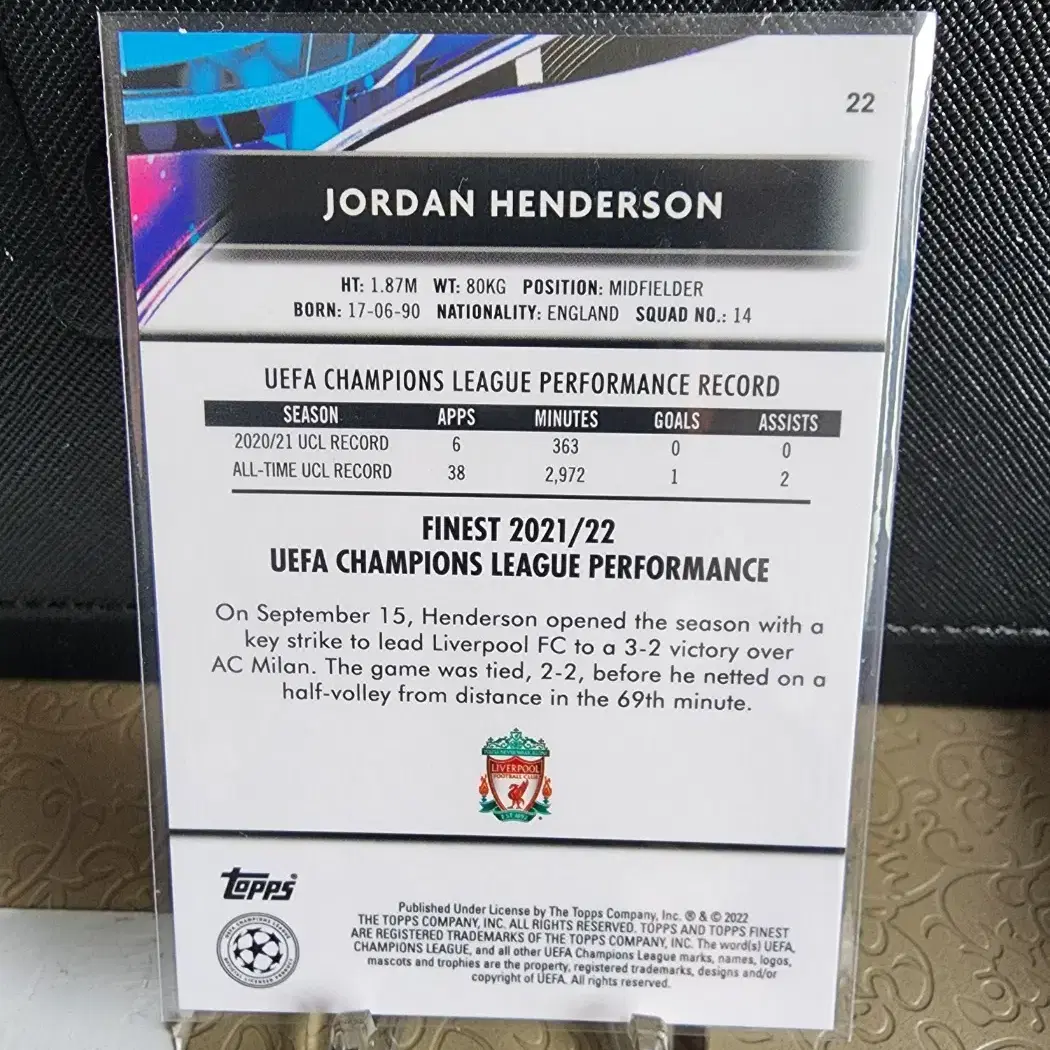 22
JORDAN HENDERSON
HT: 1.87M WT: 80KG POSITION: MIDFIELDER
BORN: 17-06-90 NATIONALITY: ENGLAND SQUAD NO.: 14
UEFA CHAMPIONS LEAGUE PERFORMANCE RECORD
SEASON APPS MINUTES GOALS ASSISTS
2020/21 UCL RECORD 6 363 0 0
ALL-TIME UCL RECORD 38 2,972 1 2
FINEST 2021/22
UEFA CHAMPIONS LEAGUE PERFORMANCE
On September 15, Henderson opened the season with a
key strike to lead Liverpool FC to a 3-2 victory over
AC Milan. The game was tied, 2-2, before he netted on a
half-volley from distance in the 69th minute.
LIVERPOOL
FOOTBALL CLUB
EST 1892
Topps®
Published Under License by The Topps Company, Inc. ® & © 2022
THE TOPPS COMPANY, INC. ALL RIGHTS RESERVED. TOPPS AND TOPPS FINEST
ARE REGISTERED TRADEMARKS OF THE TOPPS COMPANY, INC. The word(s) UEFA,
CHAMPIONS LEAGUE, and all other UEFA Champions League marks, names, logos,
mascots and trophies are the property, registered trademarks, designs and/or
copyright of UEFA. All rights reserved.